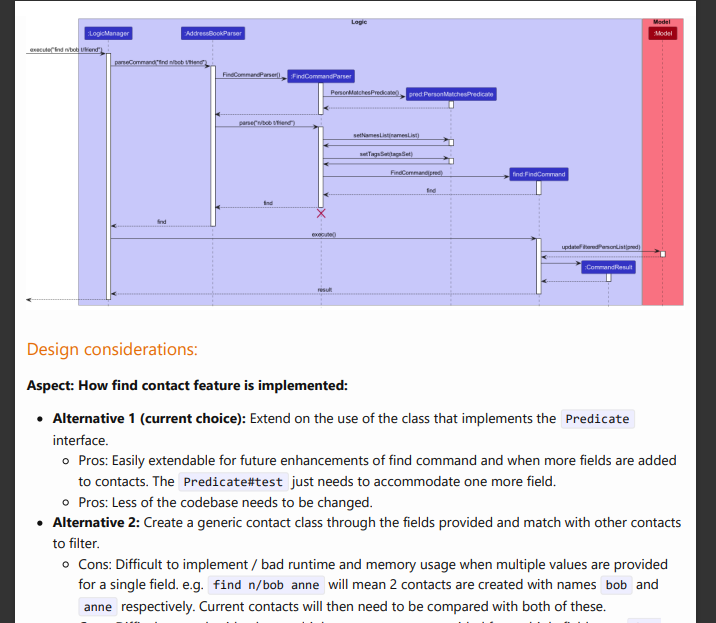 Logic
Model
:LogicManager
:AddressBookParser
:Model
execute("find n/bob t/friend")
parseCommand("find n/bob t/friend")
FindCommandParser()
:FindCommandParser
PersonMatchesPredicate()
pred:PersonMatchesPredicate
parse("n/bob t/friend")
setNamesList(namesList)
setTagsSet(tagsSet)
FindCommand(pred)
find:FindCommand
find
find
find
execute()
updateFilteredPersonList(pred)
:CommandResult
result
Design considerations:
Aspect: How find contact feature is implemented:
Alternative 1 (current choice): Extend on the use of the class that implements the Predicate
interface.
Pros: Easily extendable for future enhancements of find command and when more fields are added
to contacts. The Predicate#test just needs to accommodate one more field.
Pros: Less of the codebase needs to be changed.
Alternative 2: Create a generic contact class through the fields provided and match with other contacts
to filter.
Cons: Difficult to implement / bad runtime and memory usage when multiple values are provided
for a single field. e.g. find n/bob anne will mean 2 contacts are created with names bob and
anne respectively. Current contacts will then need to be compared with both of these.